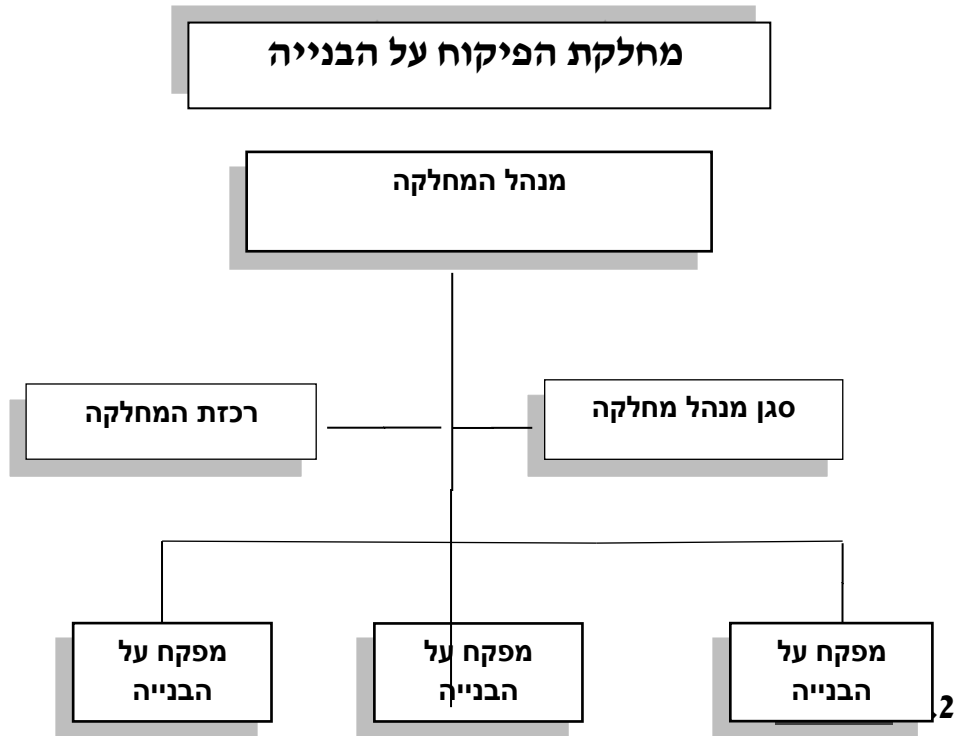 מחלקת הפיקוח על הבנייה
מנהל המחלקה
סגן מנהל מחלקה
רכזת המחלקה
מפקח על
הבנייה
מפקח על
הבנייה
מפקח על
הבנייה
.2